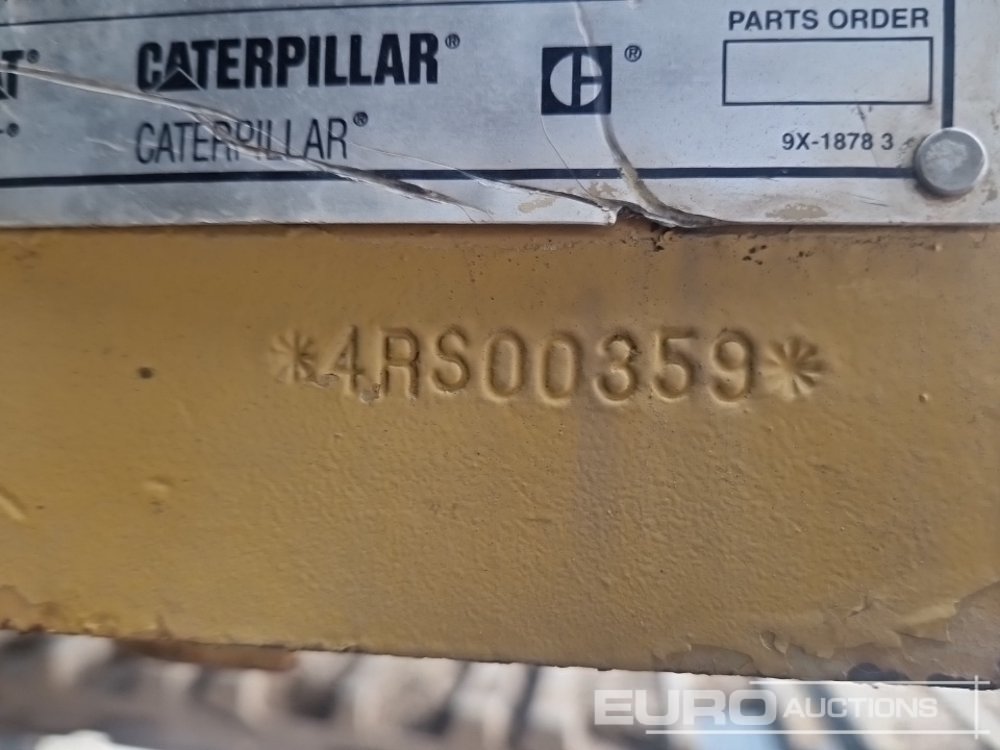 PARTS ORDER
CATERPILLAR®
®
CATERPILLAR®
9X-1878 3
*4RS00359*
EURO AUCTIONS